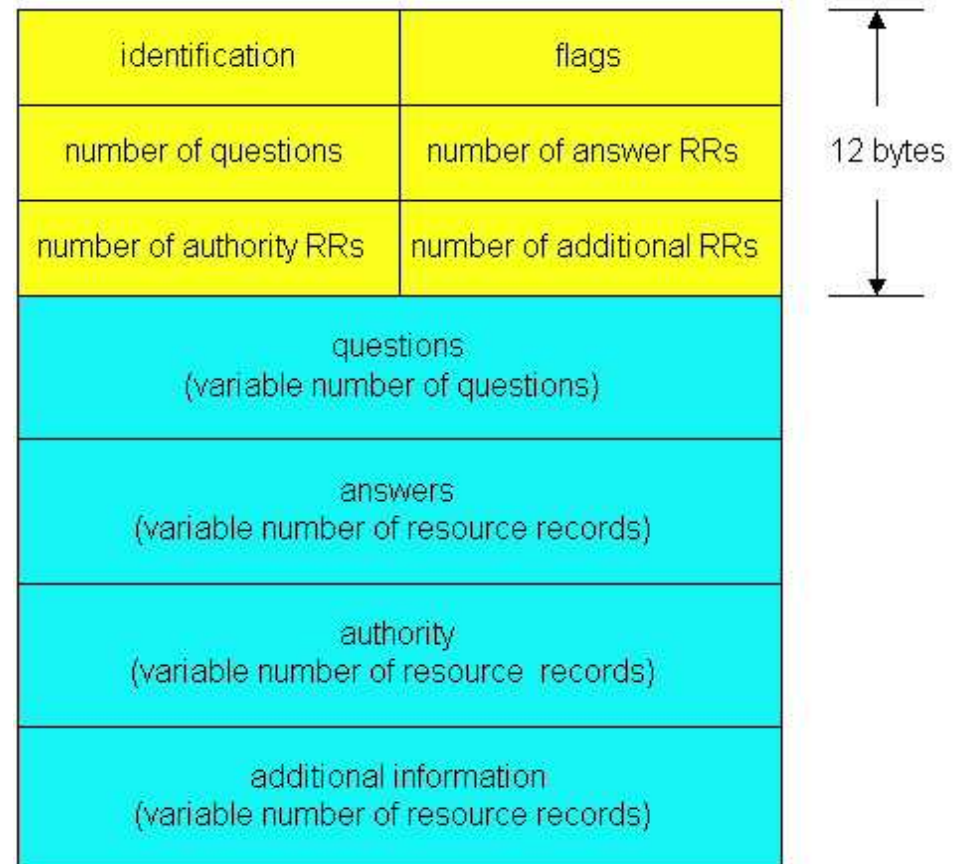 identification
flags
number of questions
number of answer RRs
12 bytes
number of authority RRs
number of additional RRs
questions
(variable number of questions)
answers
(variable number of resource records)
authority
(variable number of resource records)
additional information
(variable number of resource records)